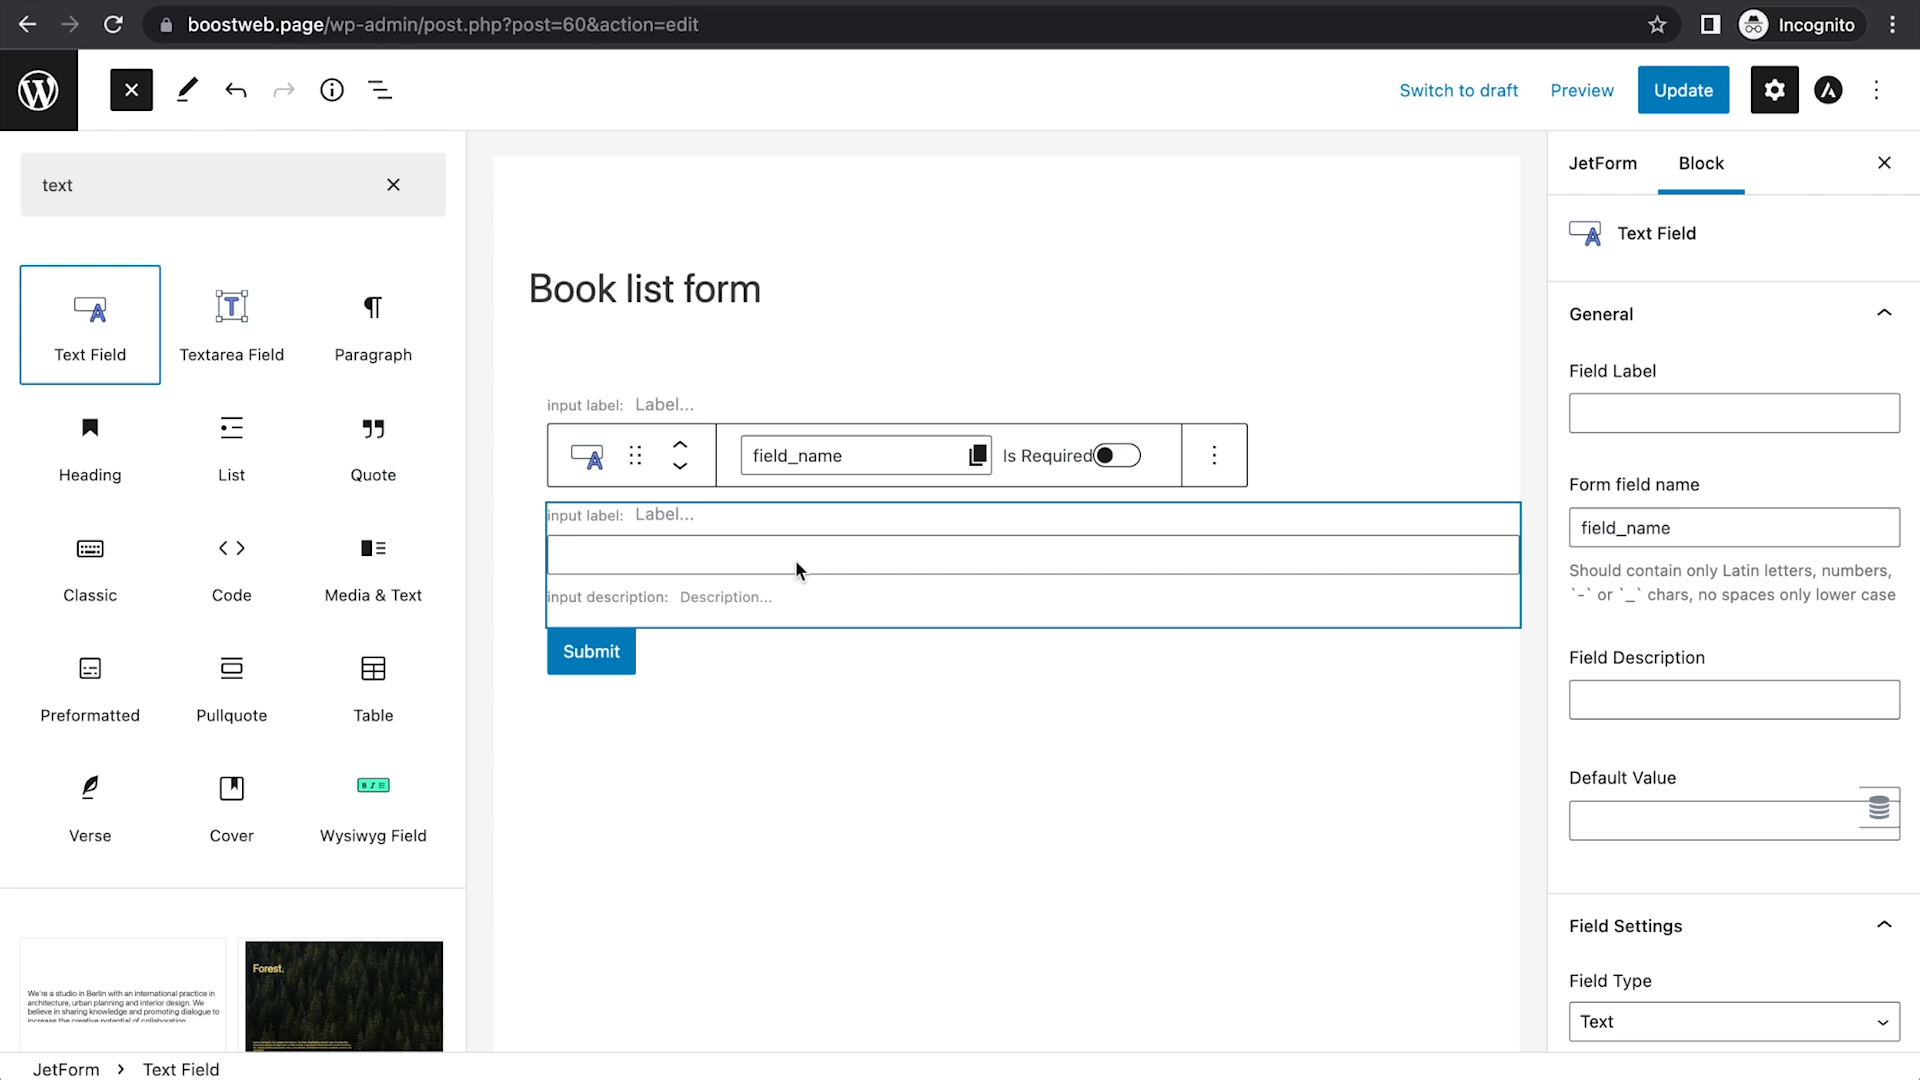 boostweb.page/wp-admin/post.php?post=60&action=edit
Incognito
Switch to draft
Preview
Update
text
Text Field
Textarea Field
Paragraph
Heading
List
Quote
Classic
Code
Media & Text
Preformatted
Pullquote
Table
Verse
Cover
Wysiwyg Field
We're a studio in Berlin with an international practice in
architecture, urban planning and interior design. We
believe in sharing knowledge and promoting dialogue to
increase the creative potential of collaboration.
Forest.
Book list form
input label: Label...
field_name
Is Required
input label: Label...
input description: Description...
Submit
JetForm
Block
Text Field
General
Field Label
Form field name
field_name
Should contain only Latin letters, numbers,
`-` or `_` chars, no spaces only lower case
Field Description
Default Value
Field Settings
Field Type
Text
JetForm > Text Field